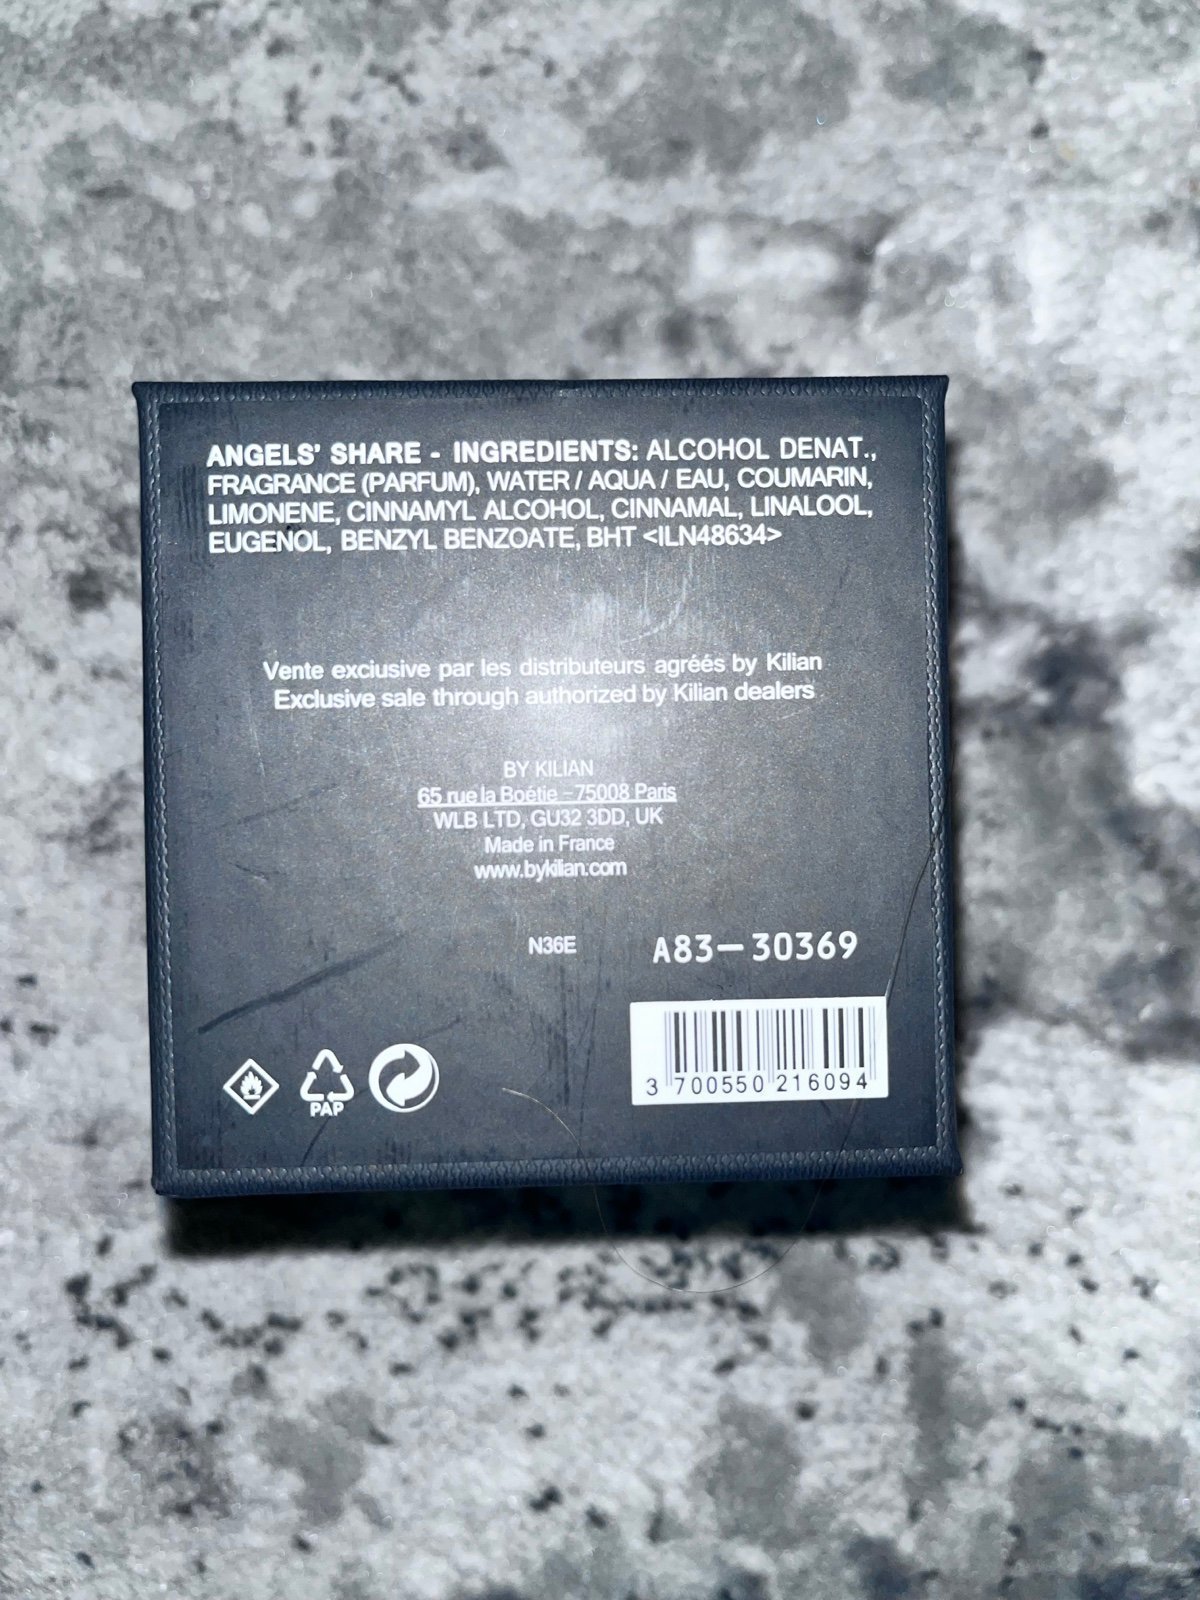 ANGELS' SHARE - INGREDIENTS: ALCOHOL DENAT.,
FRAGRANCE (PARFUM), WATER / AQUA / EAU, COUMARIN,
LIMONENE, CINNAMYL ALCOHOL, CINNAMAL, LINALOOL,
EUGENOL, BENZYL BENZOATE, BHT <ILN48634>
Vente exclusive par les distributeurs agréés by Kilian
Exclusive sale through authorized by Kilian dealers
BY KILIAN
65 rue la Boétie – 75008 Paris
WLB LTD, GU32 3DD, UK
Made in France
www.bykilian.com
N36E
A83–30369
PAP
3 700550 216094